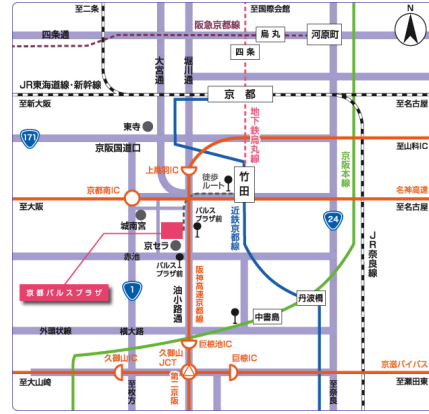 至二条
至国際会館
N
阪急京都線
四条通
烏丸
河原町
四条
大宮通
堀川通
JR東海道線・新幹線
京都
至新大阪
至名古屋
地下鉄烏丸線
東寺
171
京阪国道口
京阪本線
至山科IC
上鳥羽IC
徒歩
ルート
竹田
京都南IC
名神高速
至大阪
至名古屋
パルス
プラザ前
城南宮
24
近鉄京都線
JR奈良線
京セラ
赤池
パルス
プラザ前
京都パルスプラザ
1
油小路通
阪神高速京都線
丹波橋
中書島
外環状線
横大路
巨椋池IC
久御山IC
久御山
JCT
巨椋IC
京滋バイパス
至大山崎
至枚方
第二京阪
至奈良
至瀬田東